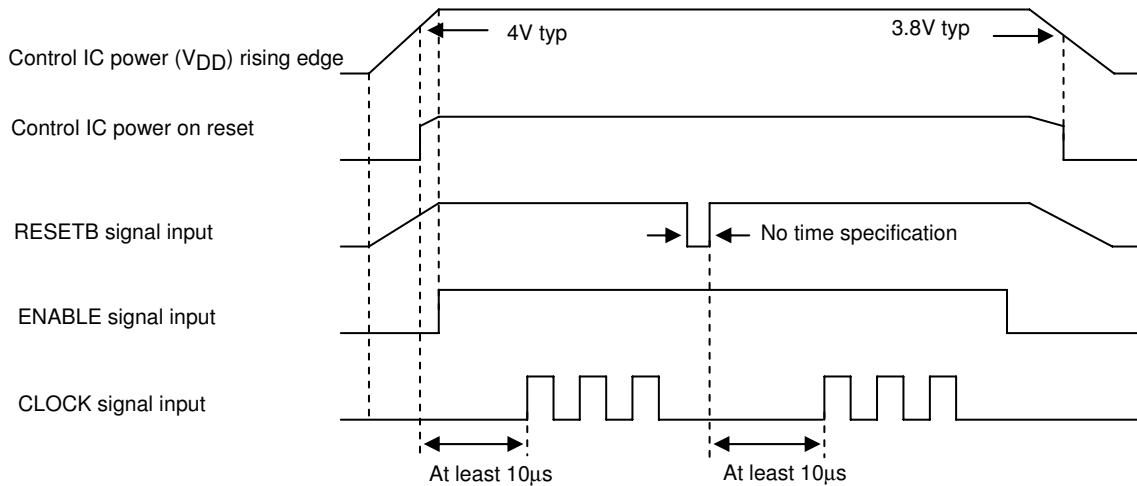 4V typ
3.8V typ
Control IC power (VDD) rising edge
Control IC power on reset
RESETB signal input
No time specification
ENABLE signal input
CLOCK signal input
At least 10μs
At least 10μs